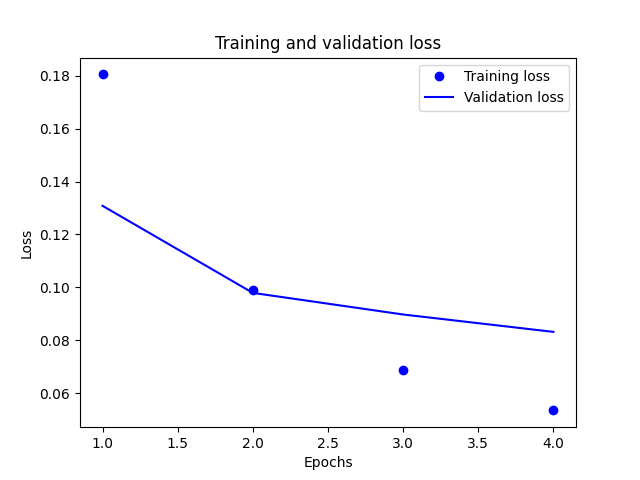 Training and validation loss
Training loss
Validation loss
0.18
0.16
0.14
0.12
0.10
0.08
0.06
Loss
1.0 1.5 2.0 2.5 3.0 3.5 4.0
Epochs